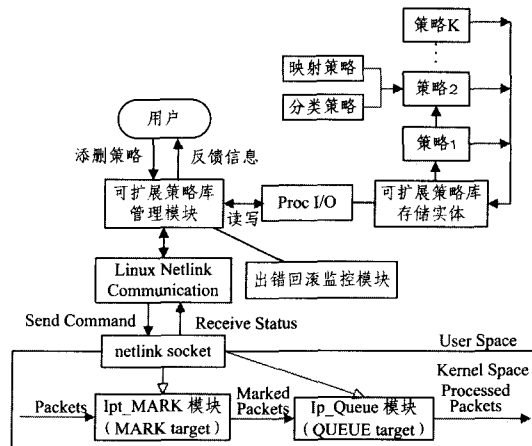 策略K
映射策略
策略2
分类策略
用户
策略1
添删策略
反馈信息
可扩展策略库
管理模块
读写
Proc I/O
可扩展策略库
存储实体
Linux Netlink
Communication
出错回滚监控模块
Send Command
Receive Status
netlink socket
User Space
Kernel Space
Packets
Ipt_MARK 模块
(MARK target)
Marked
Packets
Ip_Queue 模块
(QUEUE target)
Processed
Packets